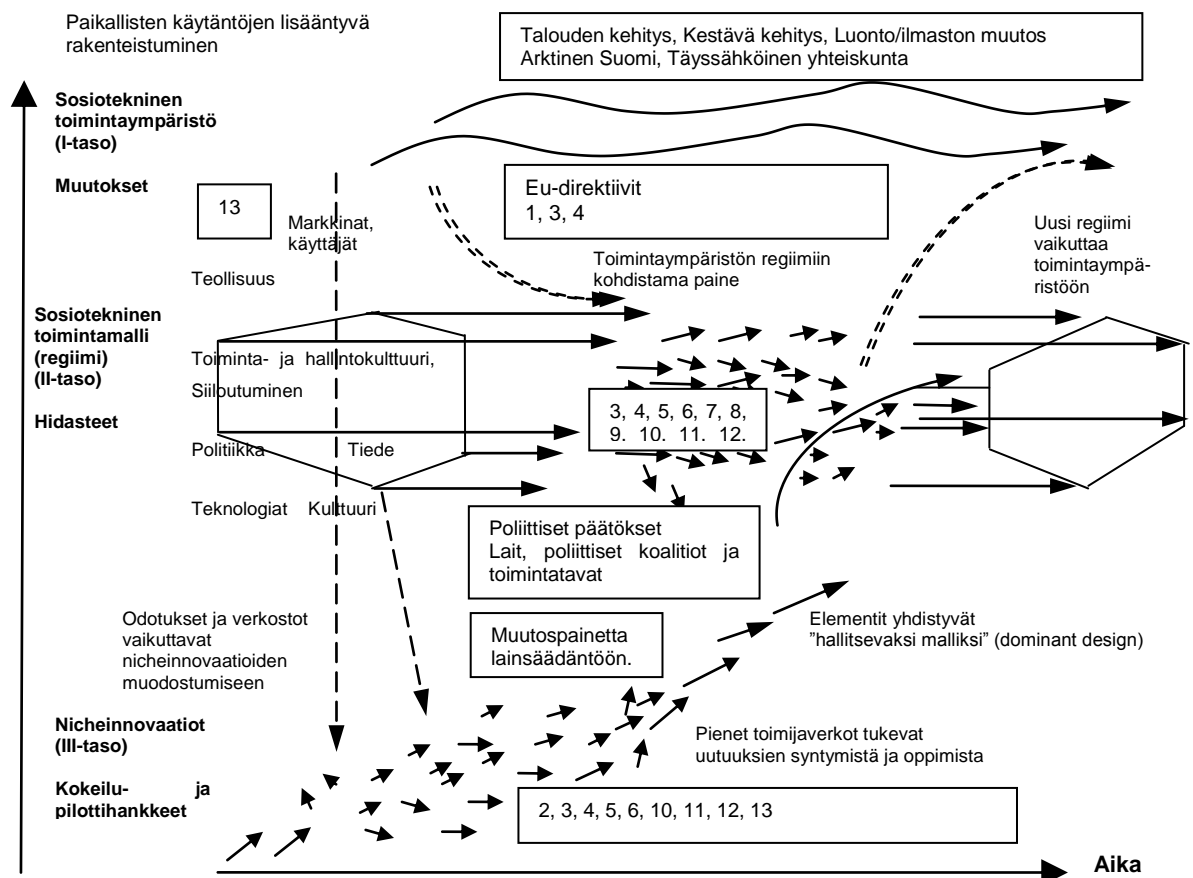 Paikallisten käytäntöjen lisääntyvä
rakenteistuminen
Talouden kehitys, Kestävä kehitys, Luonto/ilmaston muutos
Arktinen Suomi, Täyssähköinen yhteiskunta
Sosiotekninen
toimintaympäristö
(I-taso)
Muutokset
13
Markkinat,
käyttäjät
Teollisuus
Eu-direktiivit
1, 3, 4
Toimintaympäristön regiimiin
kohdistama paine
Uusi regiimi
vaikuttaa
toimintaympä-
ristöön
Sosiotekninen
toimintamalli
(regiimi)
(II-taso)
Hidasteet
Toiminta- ja hallintokulttuuri,
Siiloutuminen
Politiikka Tiede
Teknologiat Kulttuuri
3, 4, 5, 6, 7, 8,
9. 10. 11. 12.
Poliittiset päätökset
Lait, poliittiset koalitiot ja
toimintatavat
Odotukset ja verkostot
vaikuttavat
nicheinnovaatioiden
muodostumiseen
Muutospainetta
lainsäädäntöön.
Elementit yhdistyvät
”hallitsevaksi malliksi” (dominant design)
Nicheinnovaatiot
(III-taso)
Kokeilu- ja
pilottihankkeet
Pienet toimijaverkot tukevat
uutuuksien syntymistä ja oppimista
2, 3, 4, 5, 6, 10, 11, 12, 13
Aika